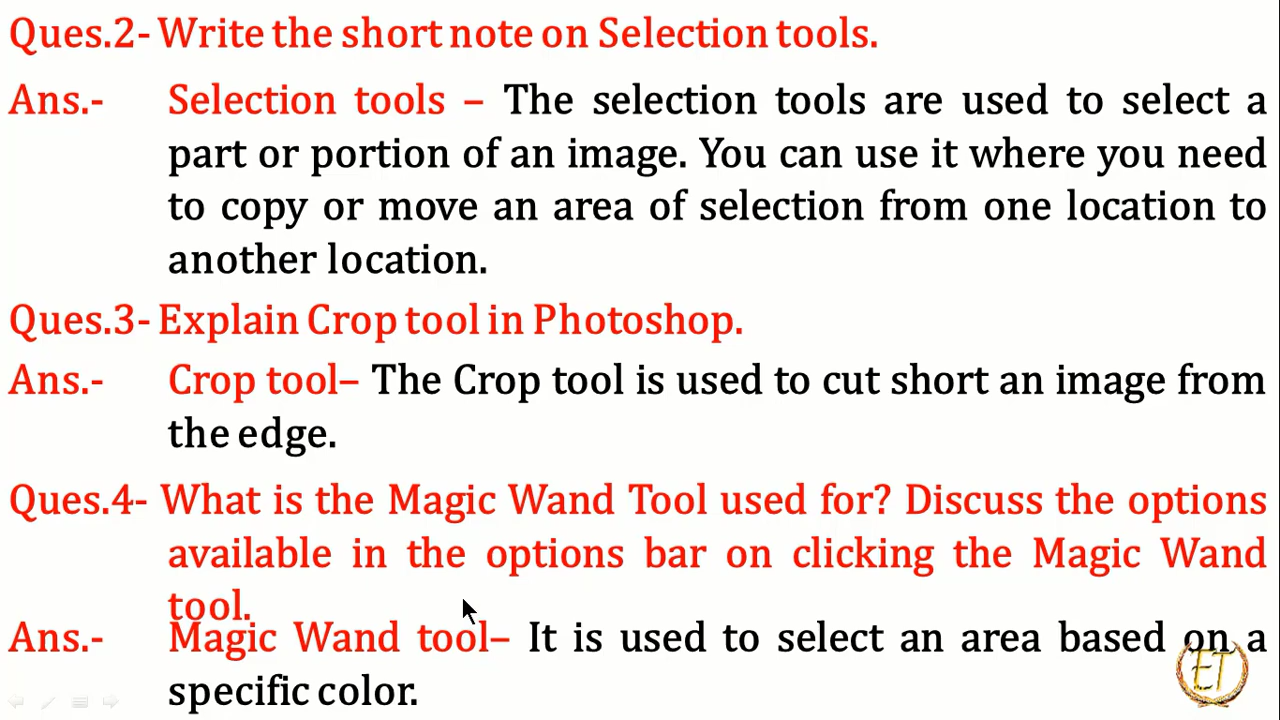 Ques.2- Write the short note on Selection tools.
Ans.- Selection tools – The selection tools are used to select a
part or portion of an image. You can use it where you need
to copy or move an area of selection from one location to
another location.
Ques.3- Explain Crop tool in Photoshop.
Ans.- Crop tool– The Crop tool is used to cut short an image from
the edge.
Ques.4- What is the Magic Wand Tool used for? Discuss the options
available in the options bar on clicking the Magic Wand
tool.
Ans.- Magic Wand tool– It is used to select an area based on a
specific color.
ET